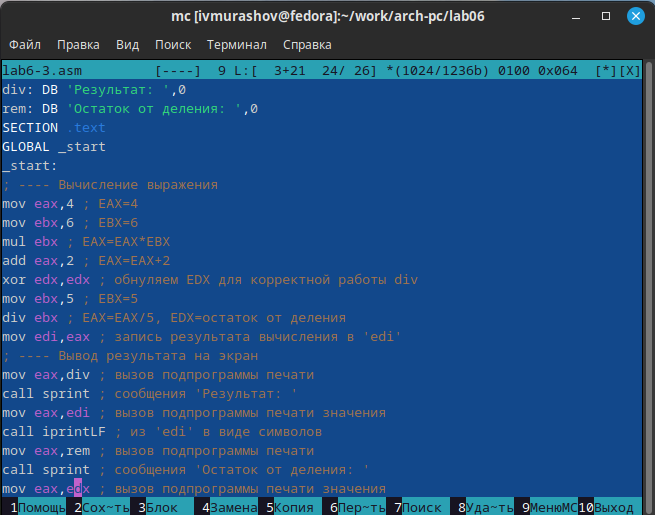 mc [ivmurashov@fedora]:~/work/arch-pc/lab06
Файл Правка Вид Поиск Терминал Справка
lab6-3.asm [----] 9 L:[ 3+21 24/ 26] *(1024/1236b) 0100 0x064 [*][X]
div: DB 'Результат: ',0
rem: DB 'Остаток от деления: ',0
SECTION .text
GLOBAL _start
_start:
; ---- Вычисление выражения
mov eax,4 ; EAX=4
mov ebx,6 ; EBX=6
mul ebx ; EAX=EAX*EBX
add eax,2 ; EAX=EAX+2
xor edx,edx ; обнуляем EDX для корректной работы div
mov ebx,5 ; EBX=5
div ebx ; EAX=EAX/5, EDX=остаток от деления
mov edi,eax ; запись результата вычисления в 'edi'
; ---- Вывод результата на экран
mov eax,div ; вызов подпрограммы печати
call sprint ; сообщения 'Результат: '
mov eax,edi ; вызов подпрограммы печати значения
call iprintLF ; из 'edi' в виде символов
mov eax,rem ; вызов подпрограммы печати
call sprint ; сообщения 'Остаток от деления: '
mov eax,edx ; вызов подпрограммы печати значения
1Помощь 2Сох~ть 3Блок 4Замена 5Копия 6Пер~ть 7Поиск 8Уда~ть 9МенюМС 10Выход